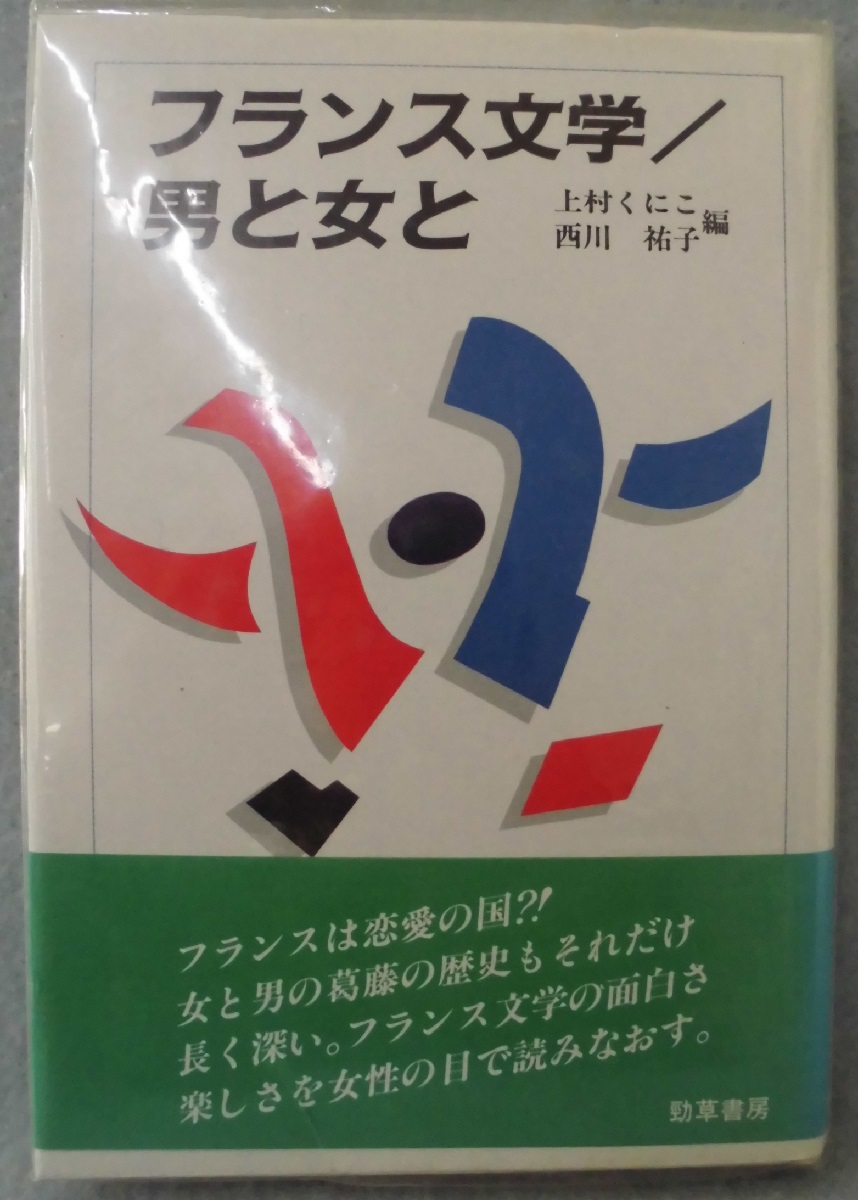 フランス文学／
男と女と
上村くにこ
西川　祐子
編
フランスは恋愛の国?!
女と男の葛藤の歴史もそれだけ
長く深い。フランス文学の面白さ
楽しさを女性の目で読みなおす。
勁草書房